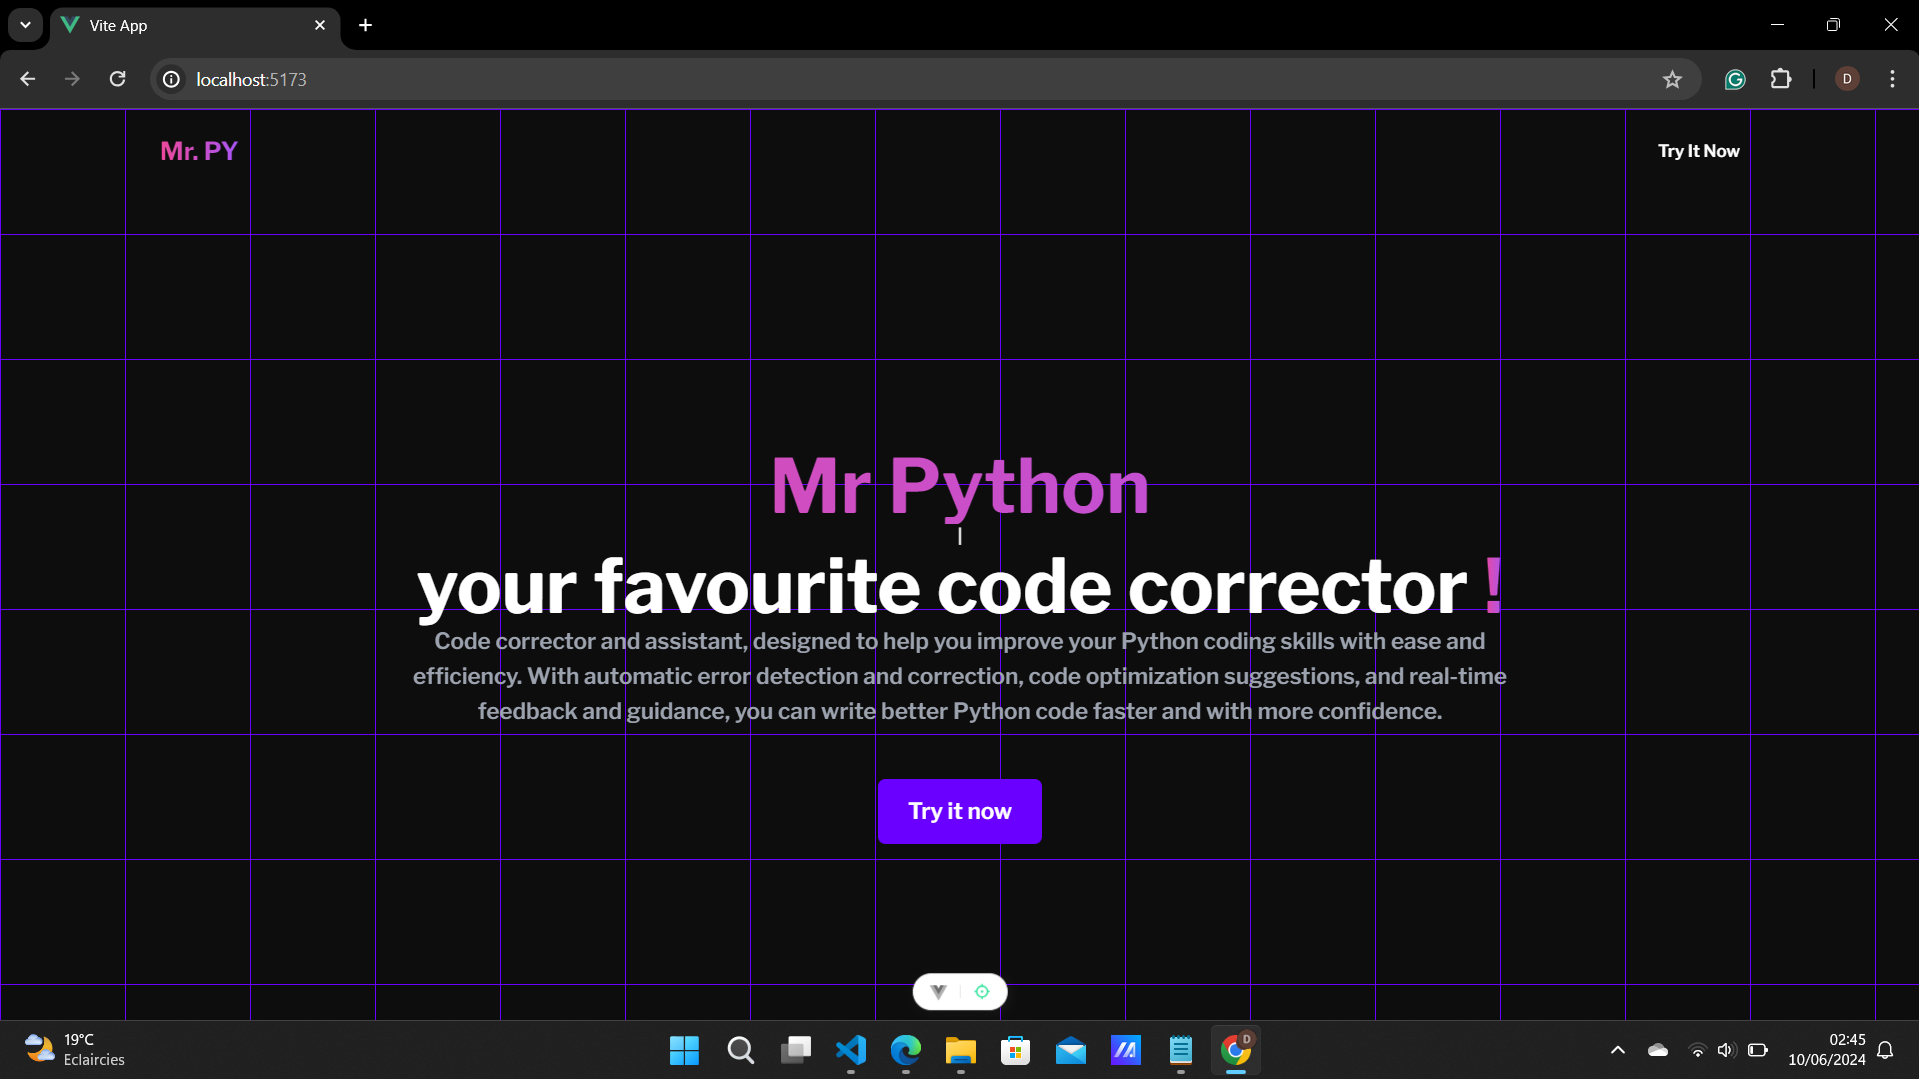 Vite App
localhost:5173
D
Mr. PY
Try It Now
Mr Python
|
your favourite code corrector !
Code corrector and assistant, designed to help you improve your Python coding skills with ease and
efficiency. With automatic error detection and correction, code optimization suggestions, and real-time
feedback and guidance, you can write better Python code faster and with more confidence.
Try it now
19°C
Eclaircies
D
02:45
10/06/2024